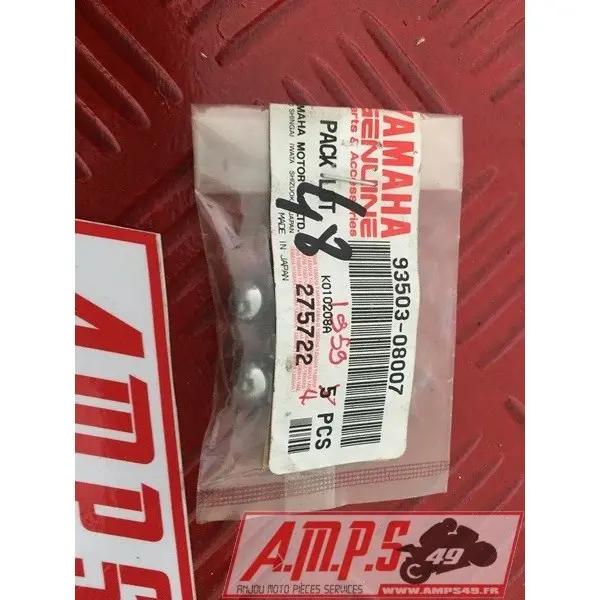 YAMAHA
GENUINE
Parts & Accessories
93503-08007
PACK LOT
48
K010208A
1959
5 PCS
4
YAMAHA MOTOR CO., LTD.
SHINGAI IWATA SHIZUOKA JAPAN
MADE IN JAPAN
275722
AMPS
A.M.P.S
49
ANJOU MOTO PIÈCES SERVICES
WWW.AMPS49.FR